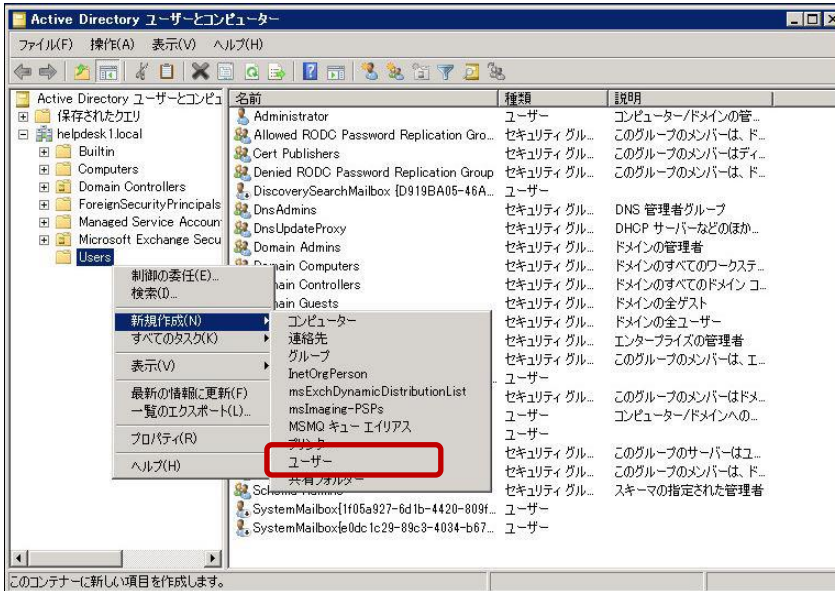 Active Directory ユーザーとコンピューター
ファイル(F) 操作(A) 表示(V) ヘルプ(H)
Active Directory ユーザーとコンピュ
保存されたクエリ
helpdesk1.local
Builtin
Computers
Domain Controllers
ForeignSecurityPrincipals
Managed Service Accoun
Microsoft Exchange Secu
Users
名前 種類 説明
Administrator ユーザー コンピューター/ドメインの管...
Allowed RODC Password Replication Gro... セキュリティ グル... このグループのメンバーは、ド...
Cert Publishers セキュリティ グル... このグループのメンバーはディ...
Denied RODC Password Replication Group セキュリティ グル... このグループのメンバーは、ド...
DiscoverySearchMailbox {D919BA05-46A... ユーザー
DnsAdmins セキュリティ グル... DNS 管理者グループ
DnsUpdateProxy セキュリティ グル... DHCP サーバーなどのほか...
Domain Admins セキュリティ グル... ドメインの管理者
main Computers セキュリティ グル... ドメインのすべてのワークステ...
ain Controllers セキュリティ グル... ドメインのすべてのドメイン コ...
ain Guests セキュリティ グル... ドメインの全ゲスト
セキュリティ グル... ドメインの全ユーザー
セキュリティ グル... エンタープライズの管理者
セキュリティ グル... このグループのメンバーは、エ...
ユーザー
セキュリティ グル... このグループのメンバーはドメ...
ユーザー コンピューター/ドメインへの...
ユーザー
セキュリティ グル... このグループのサーバーはユ...
セキュリティ グル... このグループのメンバーは、ド...
Schema Admins セキュリティ グル... スキーマの指定された管理者
SystemMailbox{1f05a927-6d1b-4420-809f... ユーザー
SystemMailbox{e0dc1c29-89c3-4034-b67... ユーザー
制御の委任(E)...
検索(I)...
新規作成(N)
すべてのタスク(K)
表示(V)
最新の情報に更新(F)
一覧のエクスポート(L)...
プロパティ(R)
ヘルプ(H)
コンピューター
連絡先
グループ
InetOrgPerson
msExchDynamicDistributionList
msImaging-PSPs
MSMQ キュー エイリアス
プリンター
ユーザー
共有フォルダー
このコンテナーに新しい項目を作成します。